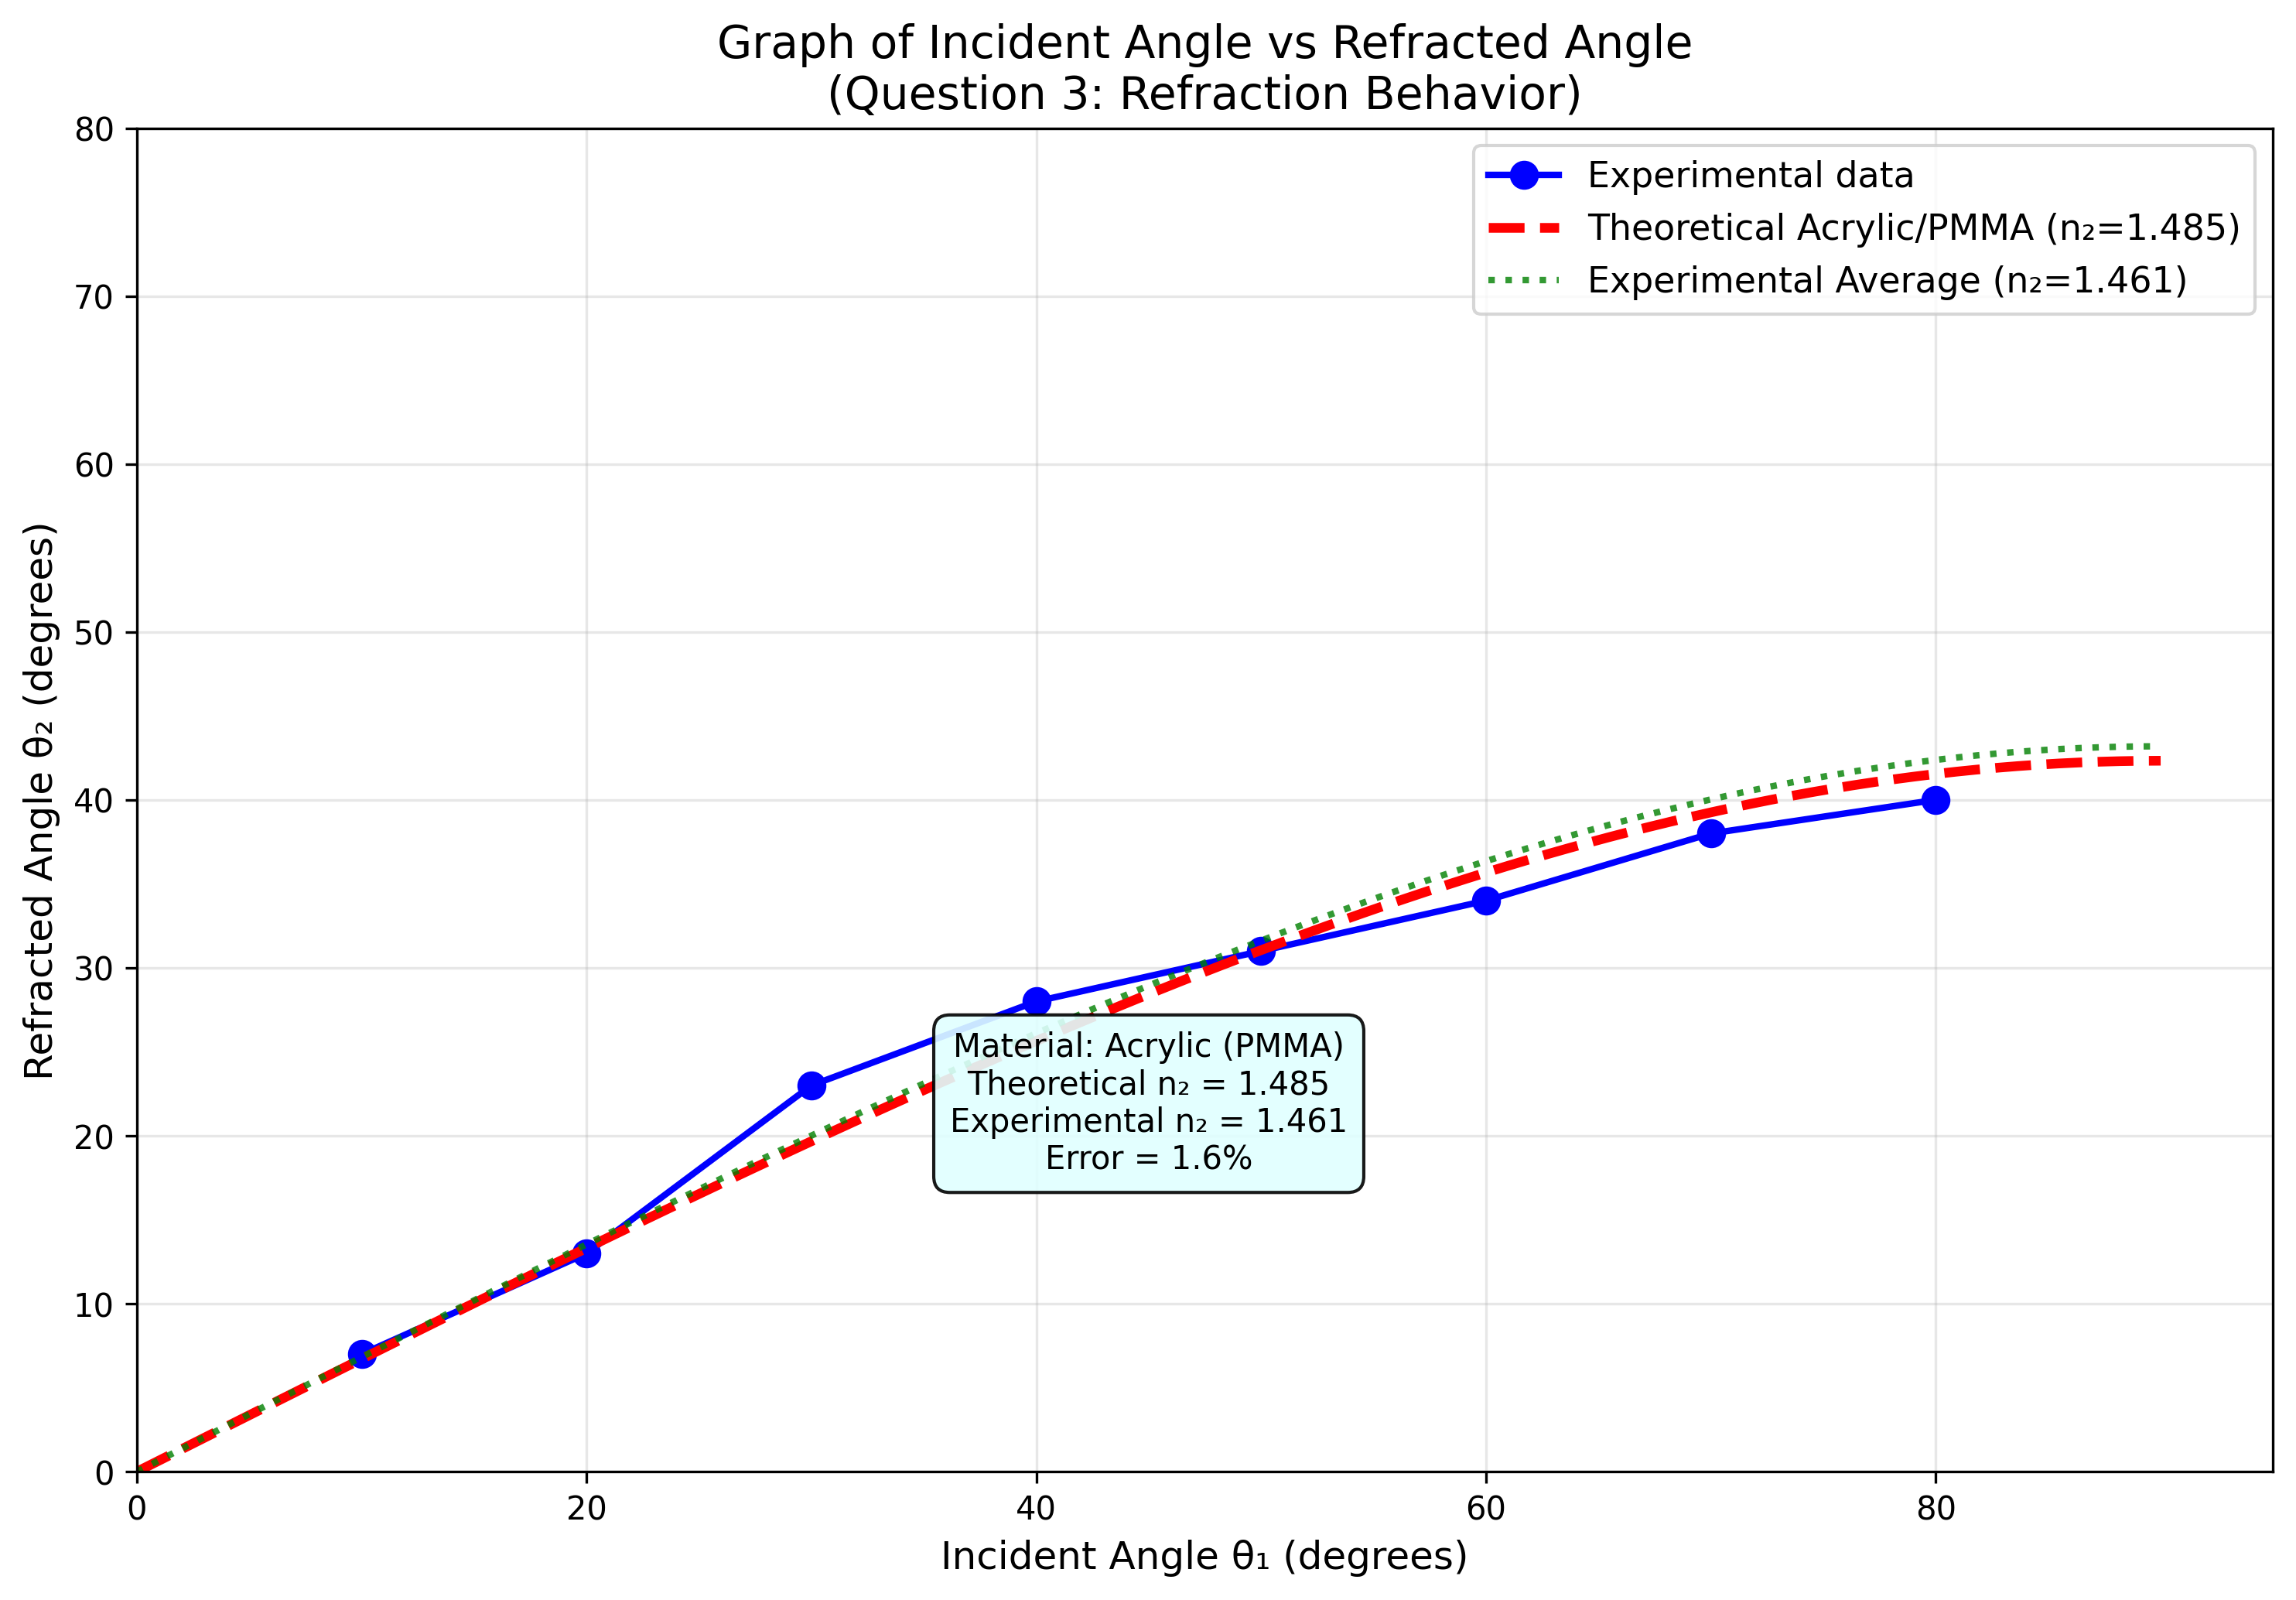 Graph of Incident Angle vs Refracted Angle
(Question 3: Refraction Behavior)
80
70
60
50
40
30
20
10
0
Refracted Angle θ₂ (degrees)
Experimental data
Theoretical Acrylic/PMMA (n₂=1.485)
Experimental Average (n₂=1.461)
Material: Acrylic (PMMA)
Theoretical n₂ = 1.485
Experimental n₂ = 1.461
Error = 1.6%
0 20 40 60 80
Incident Angle θ₁ (degrees)